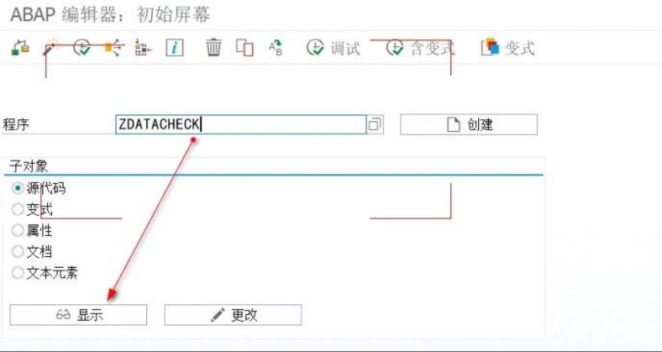 ABAP 编辑器：初始屏幕
调试 含变式 变式
程序 ZDATACHECK 创建
子对象
源代码
变式
属性
文档
文本元素
显示 更改